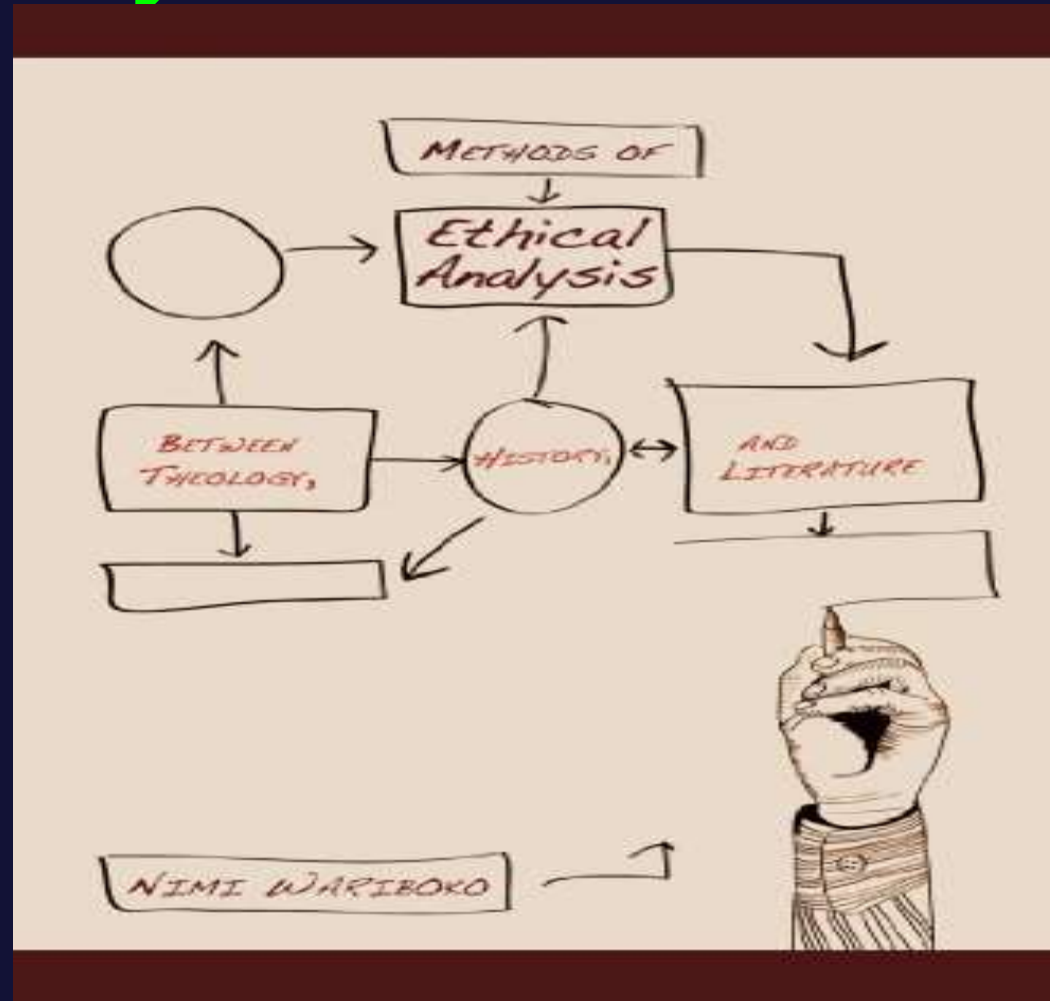 METHODS OF
Ethical
Analysis
BETWEEN
THEOLOGY,
HISTORY,
AND
LITERATURE
NIMI WARIBOKO